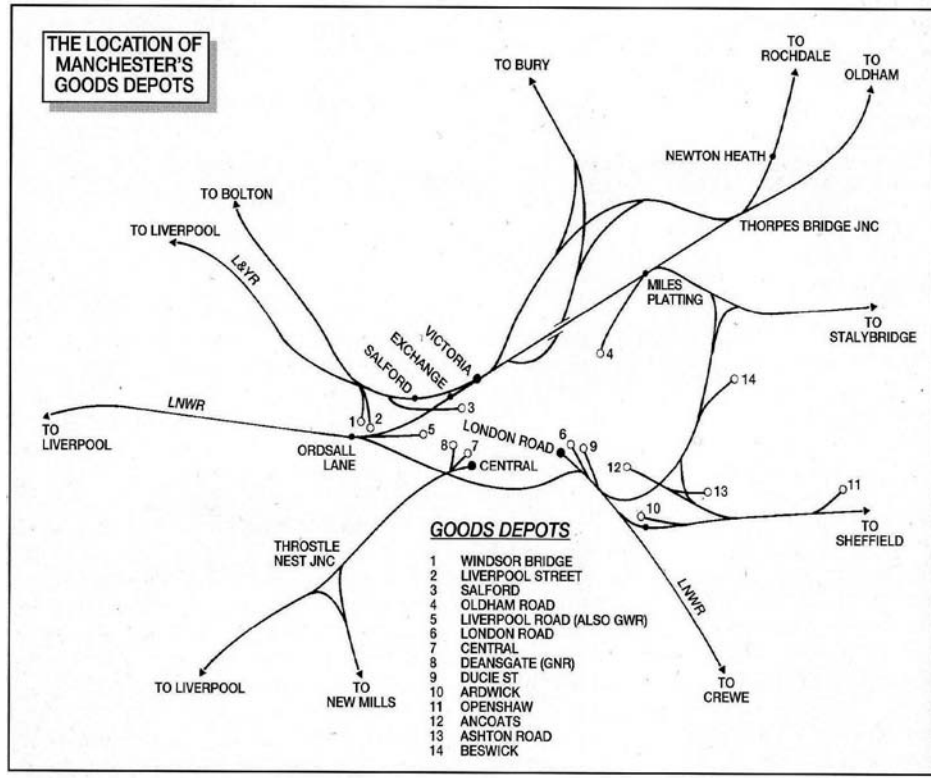 THE LOCATION OF
MANCHESTER'S
GOODS DEPOTS
TO BURY
TO
ROCHDALE
TO
OLDHAM
NEWTON HEATH
TO BOLTON
TO LIVERPOOL
L&YR
THORPES BRIDGE JNC
MILES
PLATTING
TO
STALYBRIDGE
VICTORIA
EXCHANGE
SALFORD
4
14
3
1
2
5
LNWR
TO
LIVERPOOL
ORDSALL
LANE
LONDON ROAD
6
9
8
7
CENTRAL
12
13
11
10
TO
SHEFFIELD
THROSTLE
NEST JNC
LNWR
TO LIVERPOOL
TO
NEW MILLS
TO
CREWE
GOODS DEPOTS
1 WINDSOR BRIDGE
2 LIVERPOOL STREET
3 SALFORD
4 OLDHAM ROAD
5 LIVERPOOL ROAD (ALSO GWR)
6 LONDON ROAD
7 CENTRAL
8 DEANSGATE (GNR)
9 DUCIE ST
10 ARDWICK
11 OPENSHAW
12 ANCOATS
13 ASHTON ROAD
14 BESWICK